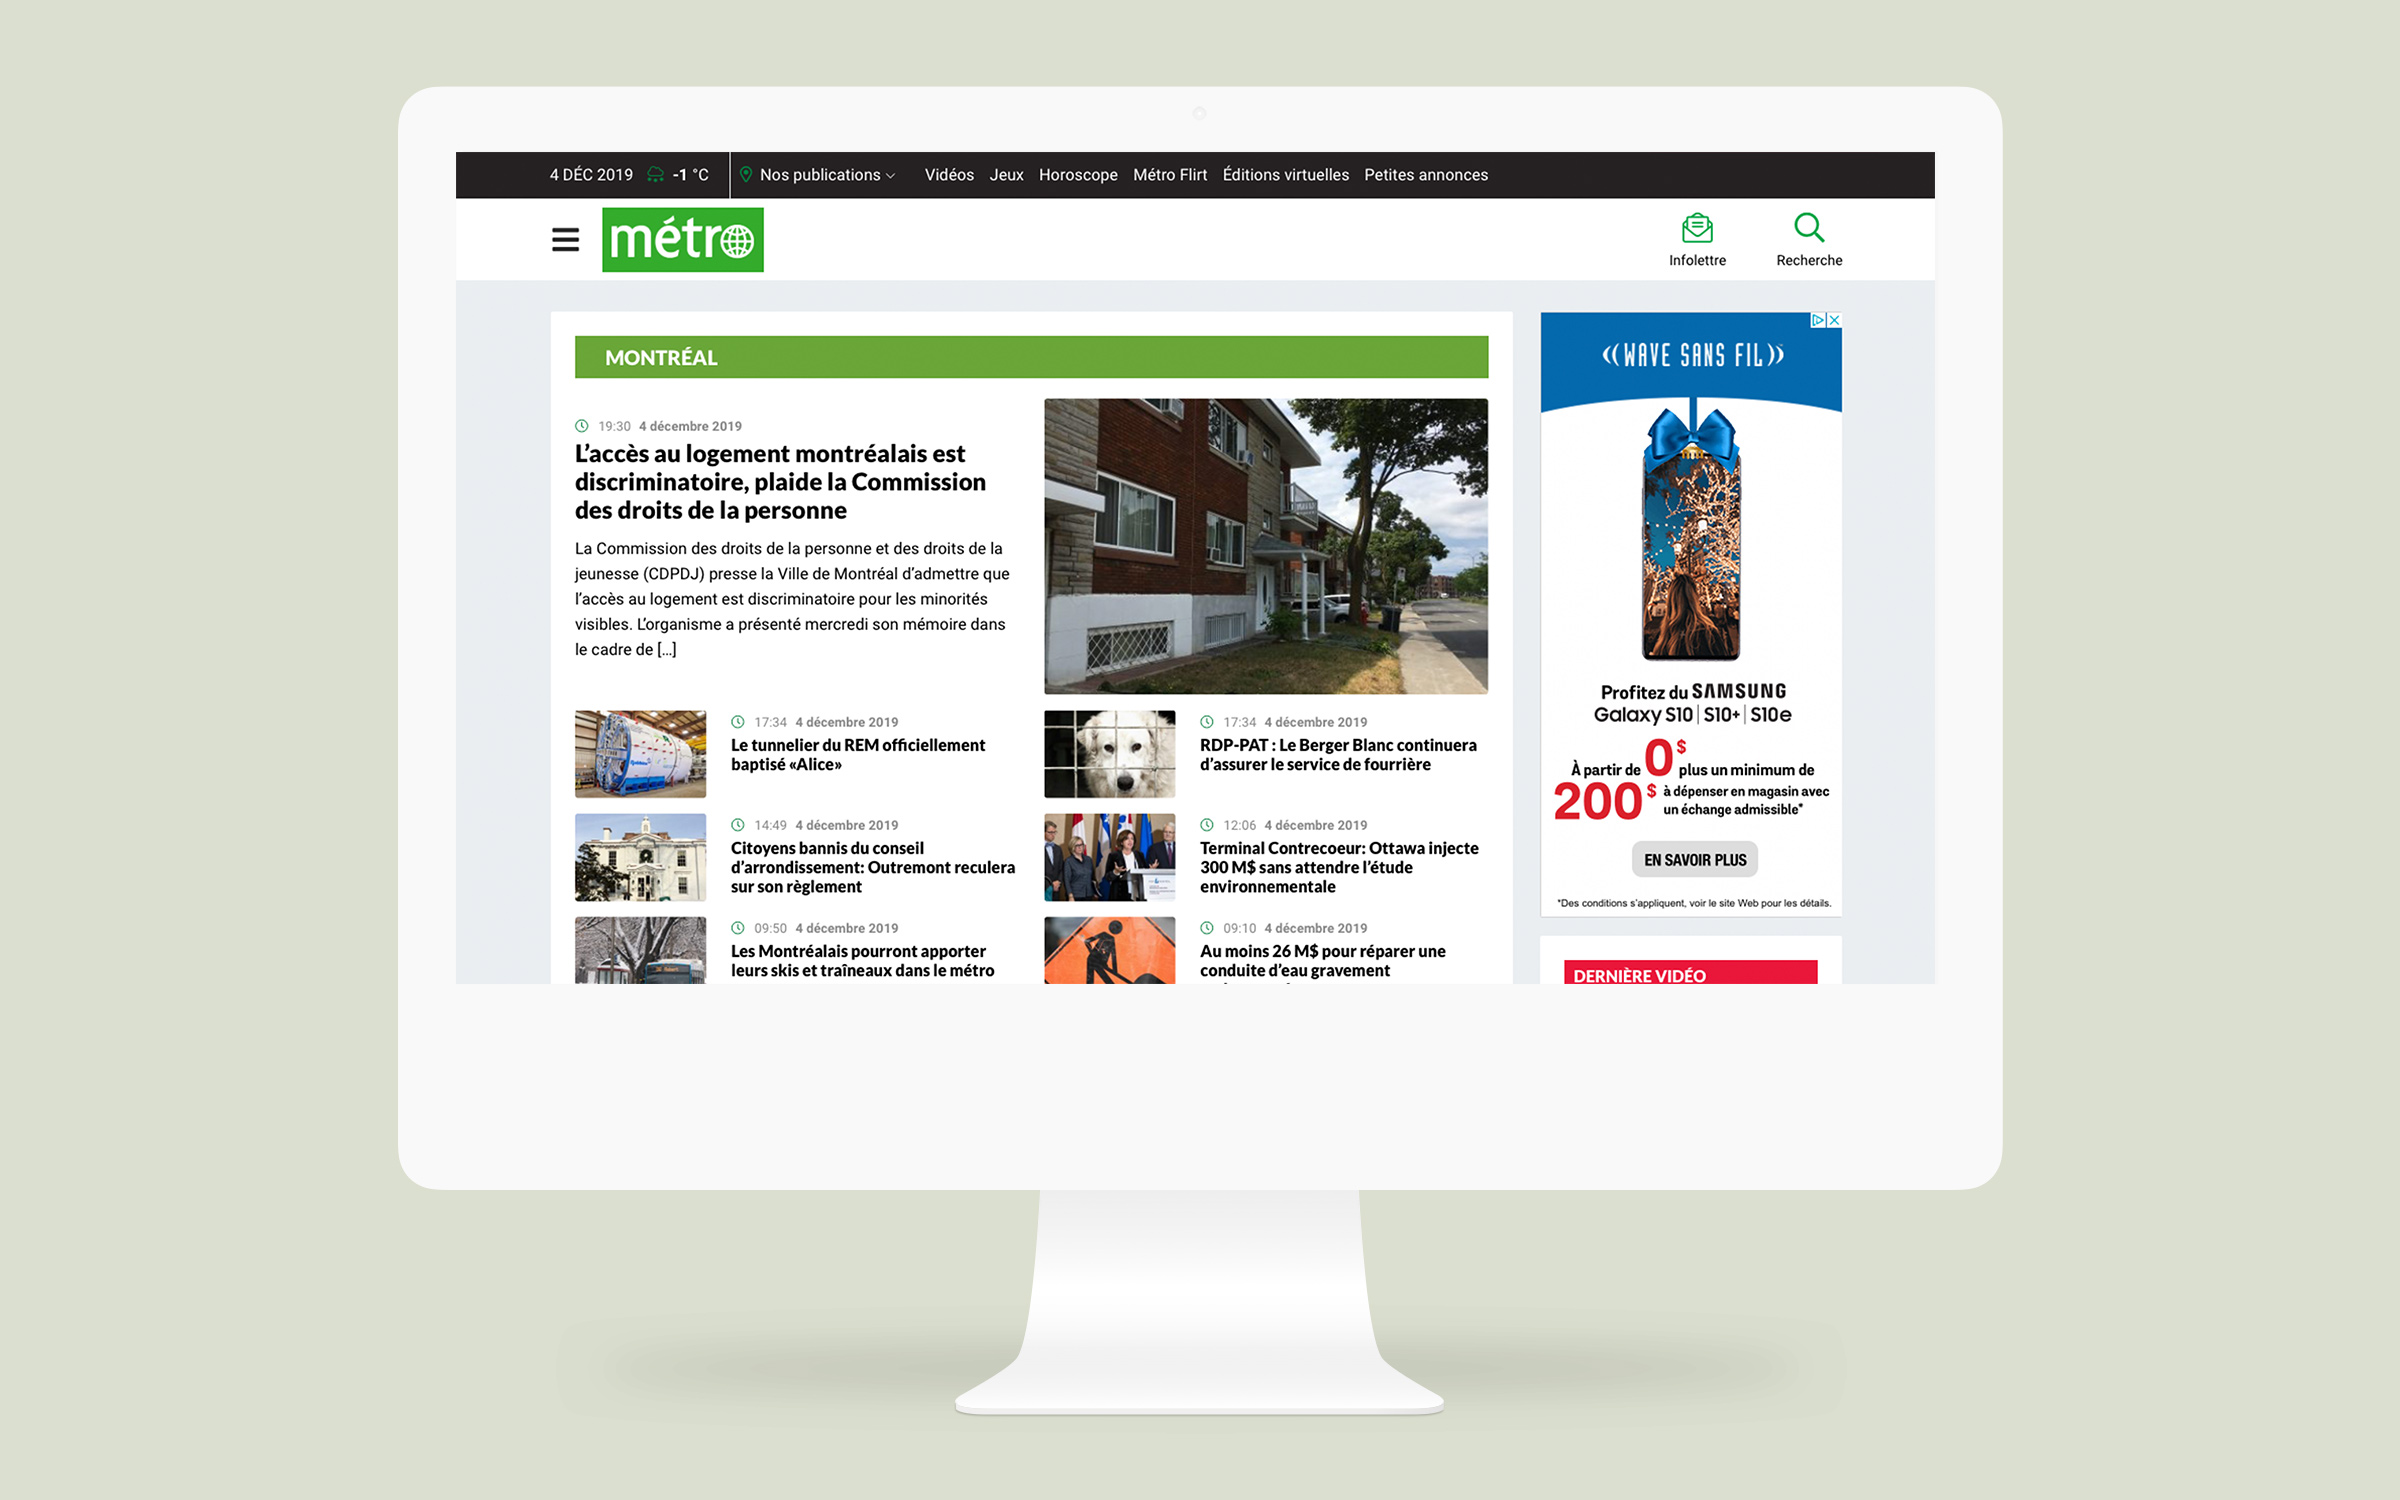 4 DÉC 2019 -1 °C Nos publications Vidéos Jeux Horoscope Métro Flirt Éditions virtuelles Petites annonces
métro
Infolettre Recherche
MONTRÉAL
19:30 4 décembre 2019
L'accès au logement montréalais est
discriminatoire, plaide la Commission
des droits de la personne
La Commission des droits de la personne et des droits de la
jeunesse (CDPDJ) presse la Ville de Montréal d'admettre que
l'accès au logement est discriminatoire pour les minorités
visibles. L'organisme a présenté mercredi son mémoire dans
le cadre de [...]
17:34 4 décembre 2019
Le tunnelier du REM officiellement
baptisé «Alice»
17:34 4 décembre 2019
RDP-PAT : Le Berger Blanc continuera
d'assurer le service de fourrière
14:49 4 décembre 2019
Citoyens bannis du conseil
d'arrondissement: Outremont reculera
sur son règlement
12:06 4 décembre 2019
Terminal Contrecoeur: Ottawa injecte
300 M$ sans attendre l'étude
environnementale
09:50 4 décembre 2019
Les Montréalais pourront apporter
leurs skis et traîneaux dans le métro
09:10 4 décembre 2019
Au moins 26 M$ pour réparer une
conduite d'eau gravement
((WAVE SANS FIL))
Profitez du SAMSUNG
Galaxy S10 | S10+ | S10e
À partir de 0$ plus un minimum de
200$ à dépenser en magasin avec
un échange admissible*
EN SAVOIR PLUS
*Des conditions s'appliquent, voir le site Web pour les détails.
DERNIÈRE VIDÉO